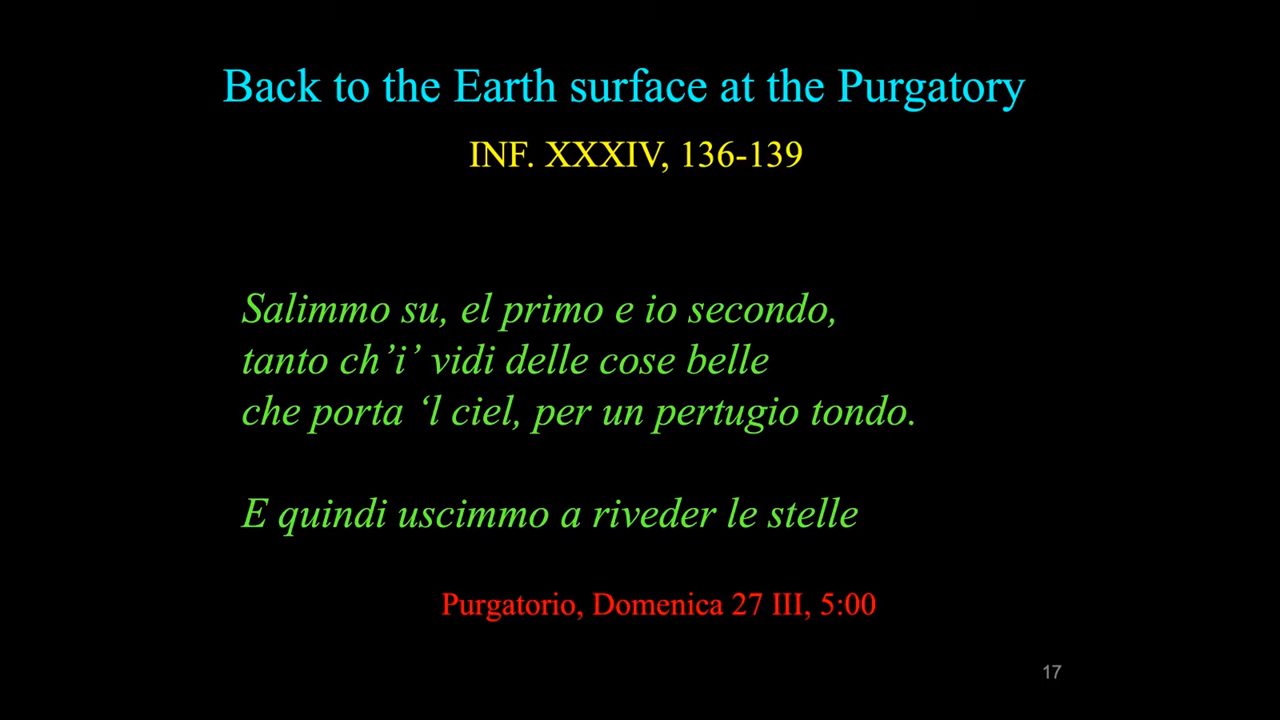 Back to the Earth surface at the Purgatory
INF. XXXIV, 136-139
Salimmo su, el primo e io secondo,
tanto ch’i’ vidi delle cose belle
che porta ‘l ciel, per un pertugio tondo.
E quindi uscimmo a riveder le stelle
Purgatorio, Domenica 27 III, 5:00
17